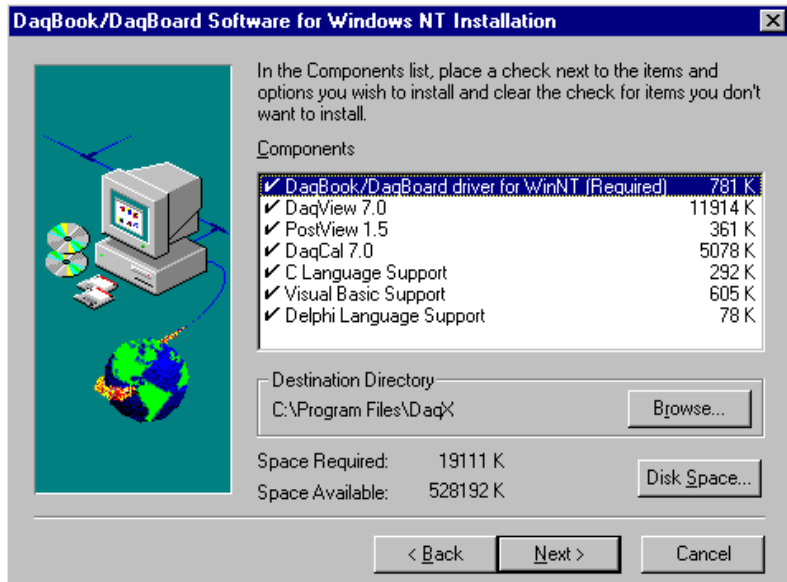 DaqBook/DaqBoard Software for Windows NT Installation
In the Components list, place a check next to the items and
options you wish to install and clear the check for items you don't
want to install.
Components
DaqBook/DaqBoard driver for WinNT (Required) 781 K
DaqView 7.0 11914 K
PostView 1.5 361 K
DaqCal 7.0 5078 K
C Language Support 292 K
Visual Basic Support 605 K
Delphi Language Support 78 K
Destination Directory
C:\Program Files\DaqX
Browse...
Space Required: 19111 K
Space Available: 528192 K
Disk Space...
< Back Next > Cancel